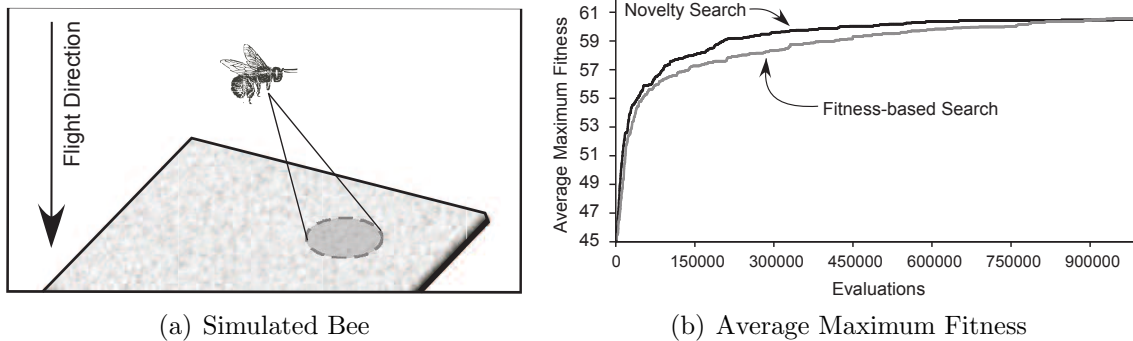 Flight Direction
(a) Simulated Bee
Average Maximum Fitness
61
59
57
55
53
51
49
47
45
Novelty Search
Fitness-based Search
0 150000 300000 450000 600000 750000 900000
Evaluations
(b) Average Maximum Fitness